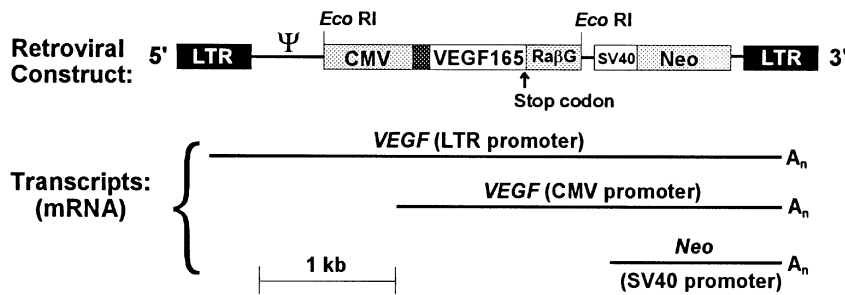 Eco RI Eco RI
Retroviral Construct: 5' LTR Ψ CMV VEGF165 RaβG SV40 Neo LTR 3'
Stop codon
VEGF (LTR promoter)
An
Transcripts:
(mRNA)
VEGF (CMV promoter)
An
Neo
An
(SV40 promoter)
1 kb